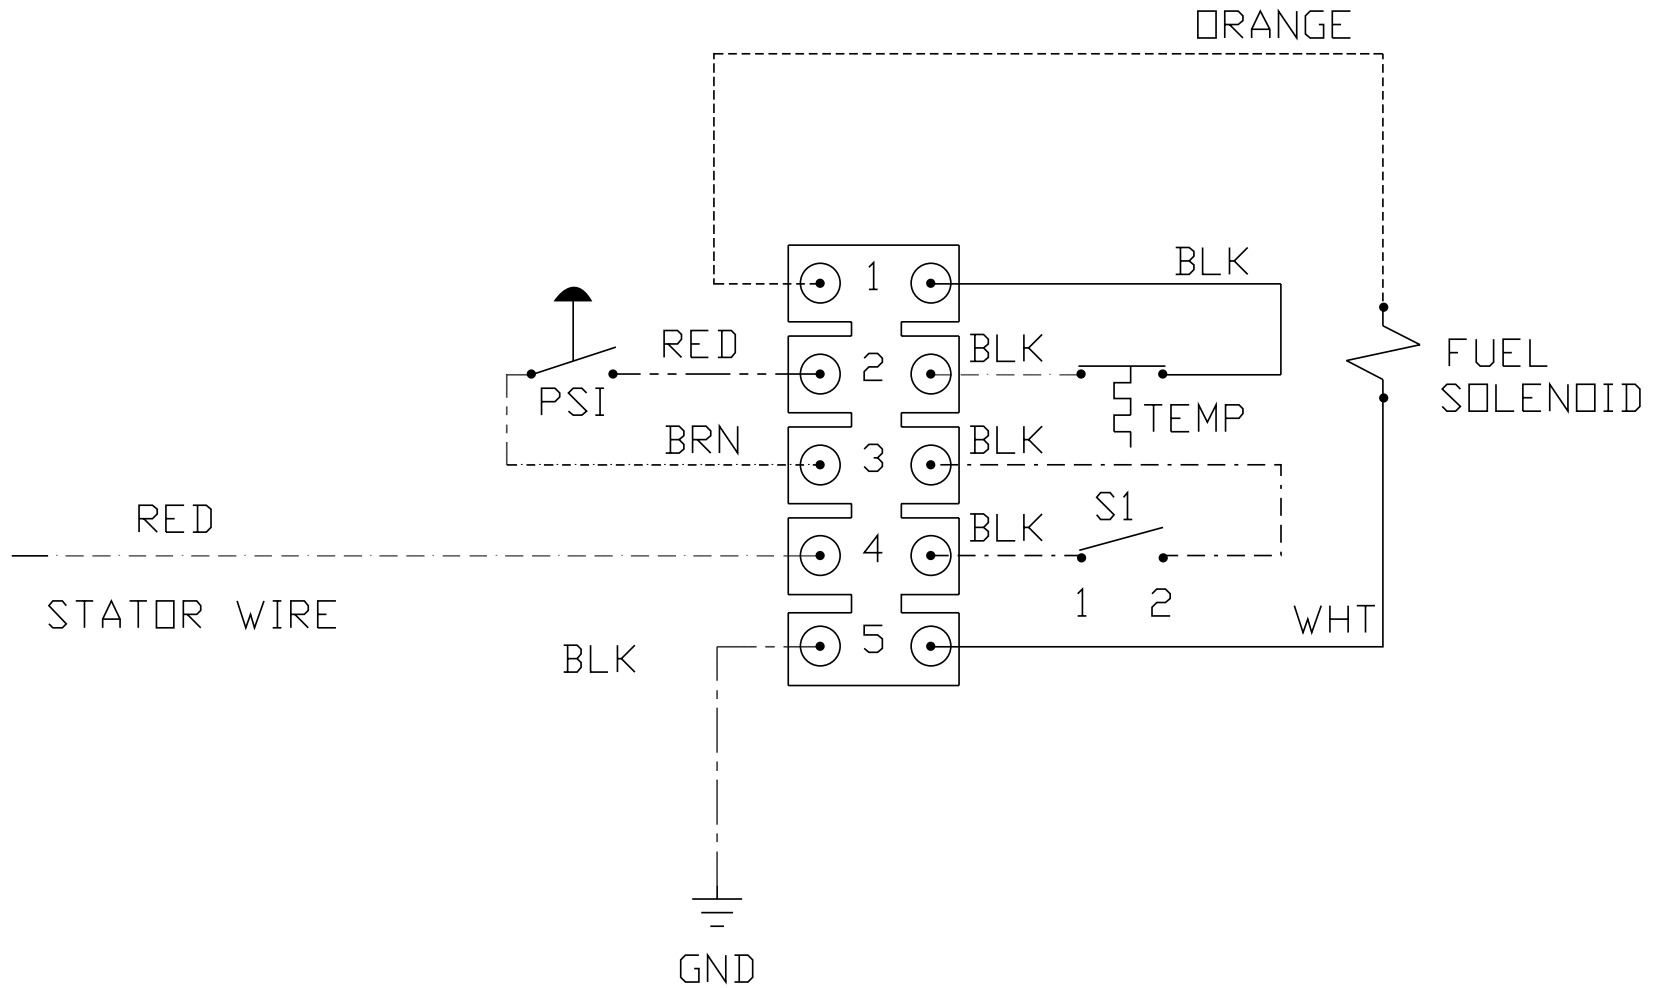 ORANGE
1
BLK
RED
2
BLK
FUEL
SOLENOID
PSI
TEMP
BRN
3
BLK
RED
S1
4
BLK
STATOR WIRE
1 2
WHT
5
BLK
GND